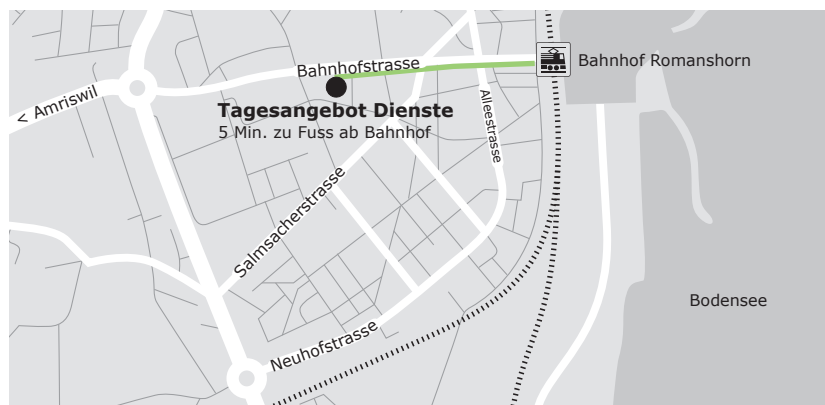 Bahnhofstrasse
Bahnhof Romanshorn
< Amriswil
Tagesangebot Dienste
5 Min. zu Fuss ab Bahnhof
Alleestrasse
Salmsacherstrasse
Bodensee
Neuhofstrasse